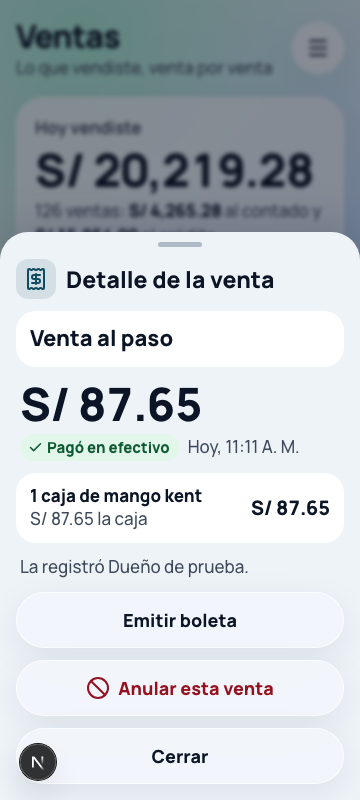 Ventas
Lo que vendiste, venta por venta
Hoy vendiste
S/ 20,219.28
126 ventas: S/ 4,265.28 al contado y
Detalle de la venta
Venta al paso
S/ 87.65
Pagó en efectivo Hoy, 11:11 A. M.
1 caja de mango kent
S/ 87.65 la caja
S/ 87.65
La registró Dueño de prueba.
Emitir boleta
Anular esta venta
Cerrar
N